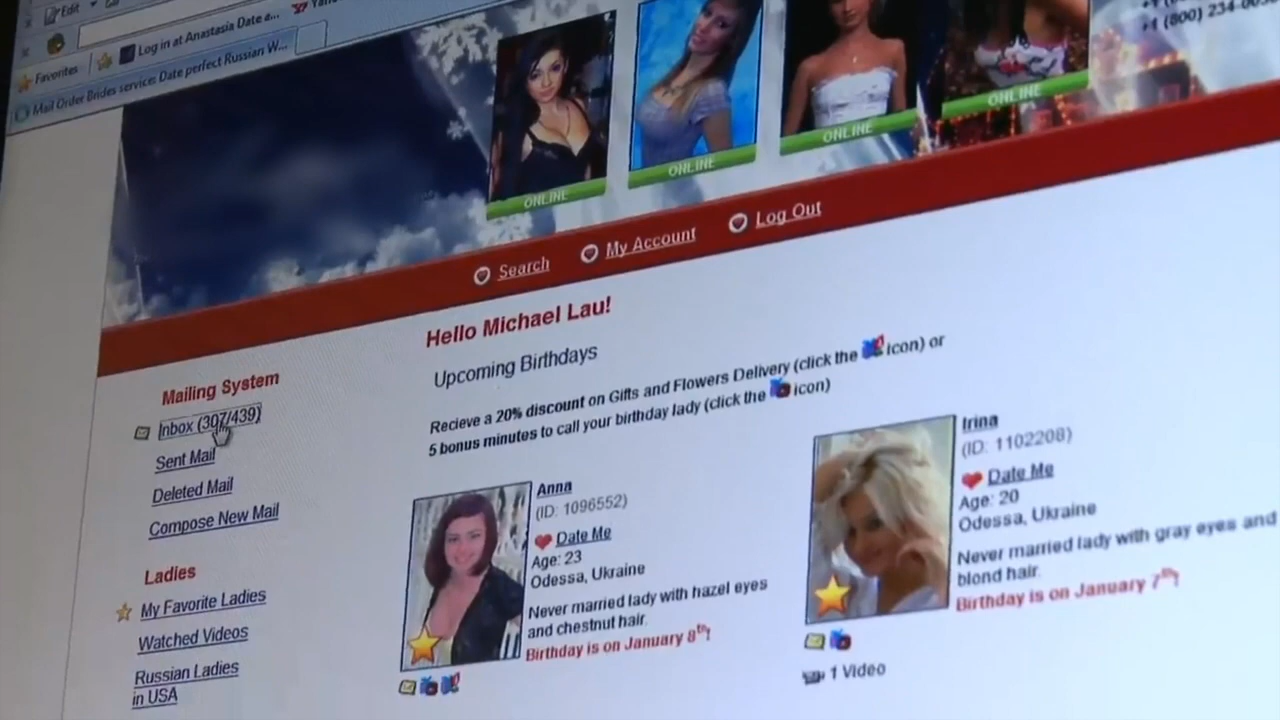 Edit
Log in at Anastasia Date a...
Favorites
Mail Order Brides service: Date perfect Russian W...
ONLINE
ONLINE
ONLINE
ONLINE
Search
My Account
Log Out
Hello Michael Lau!
Upcoming Birthdays
Recieve a 20% discount on Gifts and Flowers Delivery (click the icon) or
5 bonus minutes to call your birthday lady (click the icon)
Mailing System
Inbox (307/439)
Sent Mail
Deleted Mail
Compose New Mail
Ladies
My Favorite Ladies
Watched Videos
Russian Ladies
in USA
Anna
(ID: 1096552)
Date Me
Age: 23
Odessa, Ukraine
Never married lady with hazel eyes
and chestnut hair.
Birthday is on January 8th!
Irina
(ID: 1102208)
Date Me
Age: 20
Odessa, Ukraine
Never married lady with gray eyes and
blond hair.
Birthday is on January 7th!
1 Video